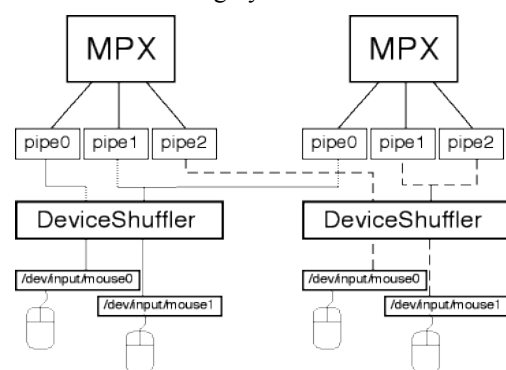 MPX
MPX
pipe0 pipe1 pipe2
pipe0 pipe1 pipe2
DeviceShuffler
DeviceShuffler
/dev/input/mouse0
/dev/input/mouse1
/dev/input/mouse0
/dev/input/mouse1